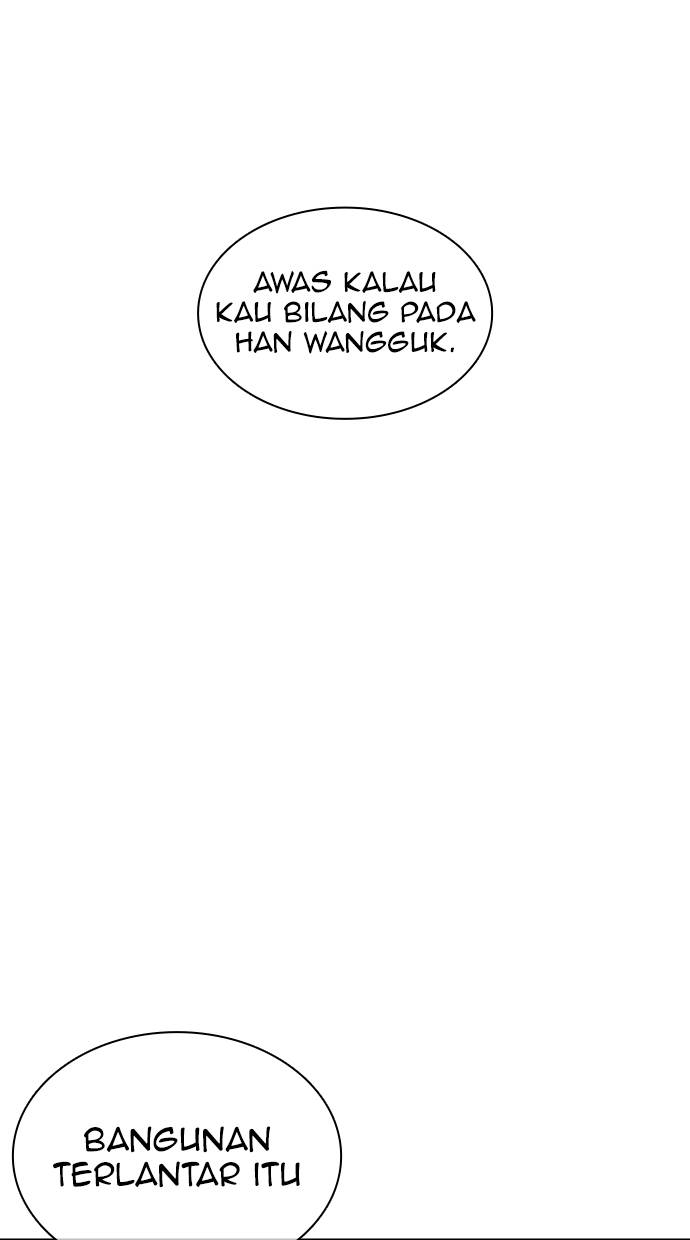 AWAS KALAU
KAU BILANG PADA
HAN WANGGUK.
BANGUNAN
TERLANTAR ITU